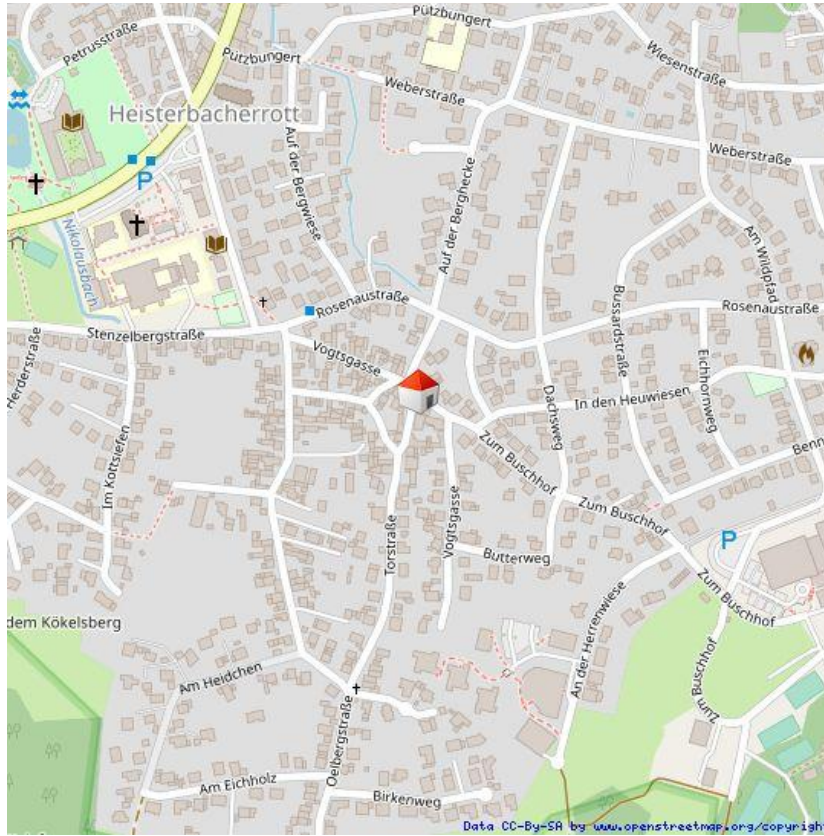 Petrusstraße
Pützbungert
Pützbungert
Wiesenstraße
Weberstraße
Heisterbacherrott
P
Auf der Bergwiese
Auf der Berghecke
Weberstraße
Nikolausbach
Am Wildpfad
Bussardstraße
Rosenaustraße
Rosenaustraße
Stenzelbergstraße
Vogtsgasse
Herderstraße
Eichhornweg
Dachsweg
In den Heuwiesen
Zum Buschhof
Benn
Im Kottsiefen
Zum Buschhof
Vogtsgasse
Torstraße
Butterweg
P
Zum Buschhof
dem Kökelsberg
An der Herrenwiese
Zum Buschhof
Am Heidchen
Oelbergstraße
Am Eichholz
Birkenweg
Data CC-By-SA by www.openstreetmap.org/copyright